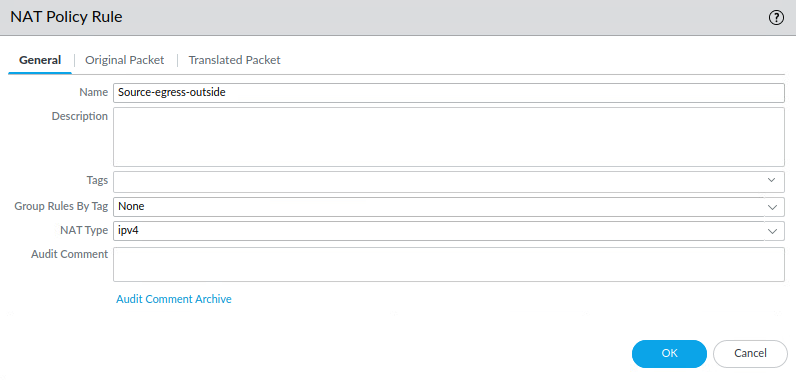 NAT Policy Rule
?
General | Original Packet | Translated Packet
Name Source-egress-outside
Description
Tags
Group Rules By Tag None
NAT Type ipv4
Audit Comment
Audit Comment Archive
OK Cancel